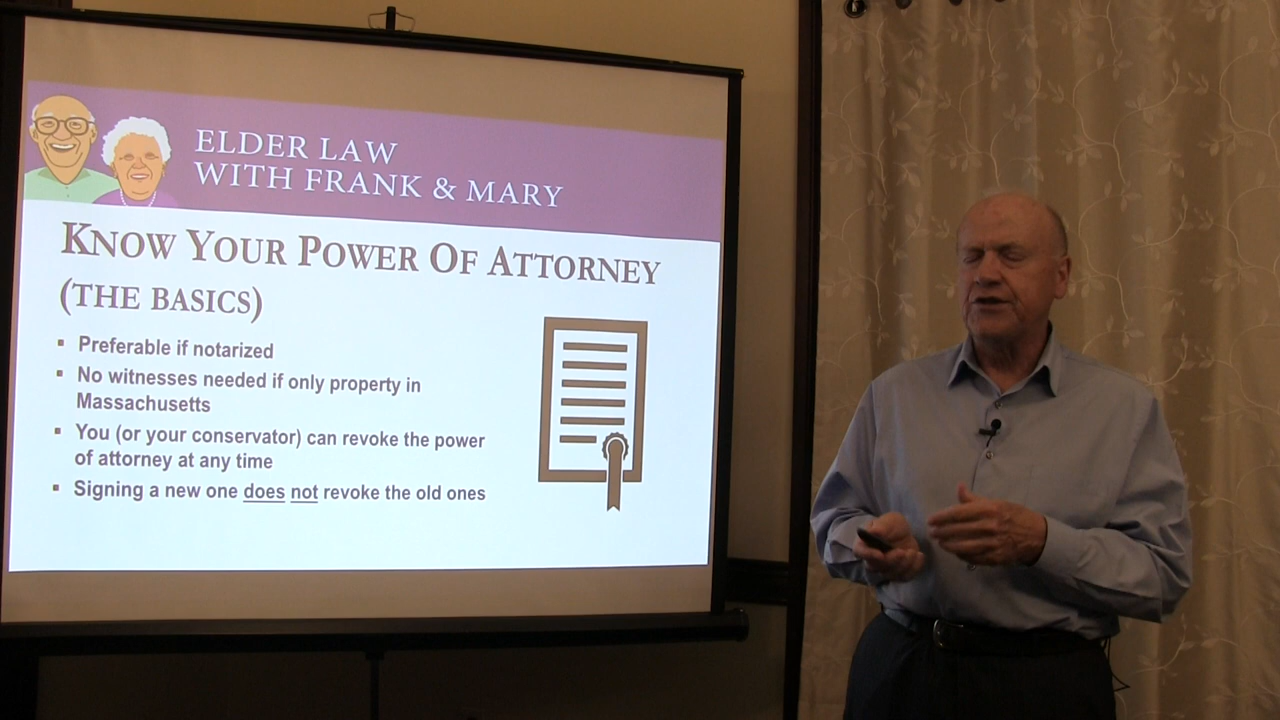 ELDER LAW
WITH FRANK & MARY
KNOW YOUR POWER OF ATTORNEY
(THE BASICS)
▪ Preferable if notarized
▪ No witnesses needed if only property in
Massachusetts
▪ You (or your conservator) can revoke the power
of attorney at any time
▪ Signing a new one does not revoke the old ones